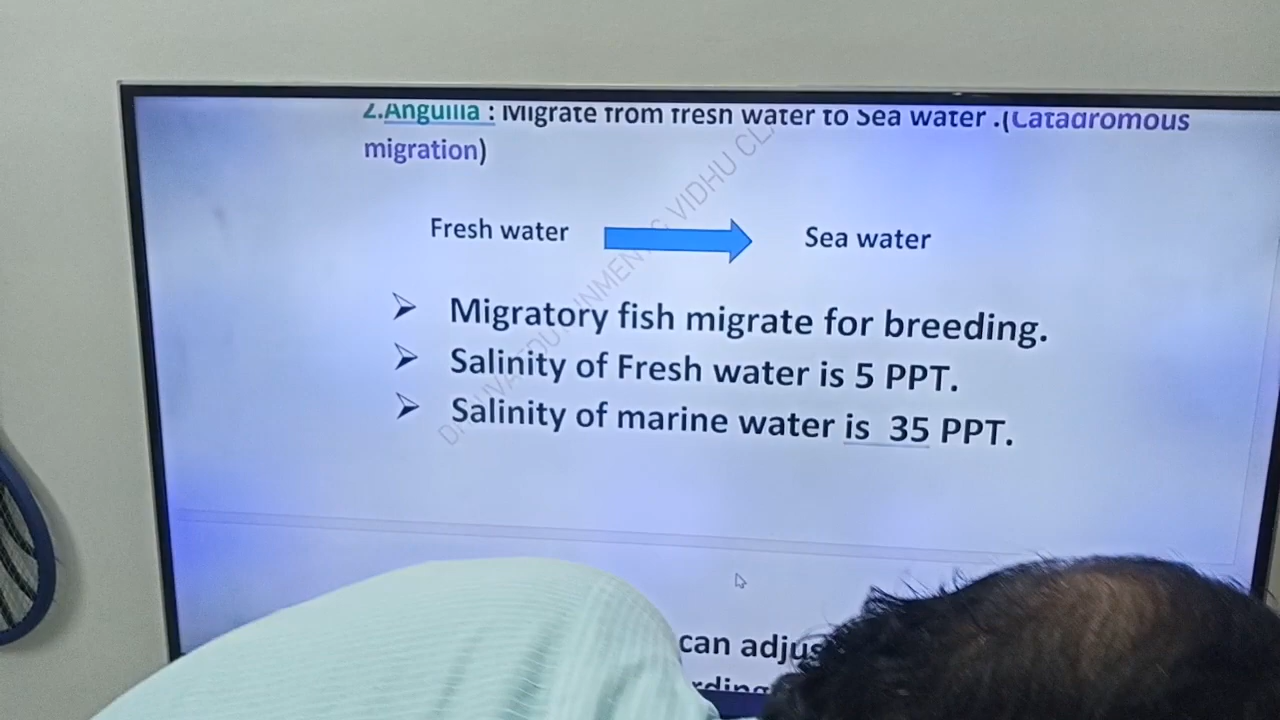 2.Anguilla : Migrate from fresh water to Sea water .(Catadromous
migration)
Fresh water
Sea water
Migratory fish migrate for breeding.
Salinity of Fresh water is 5 PPT.
Salinity of marine water is 35 PPT.
can